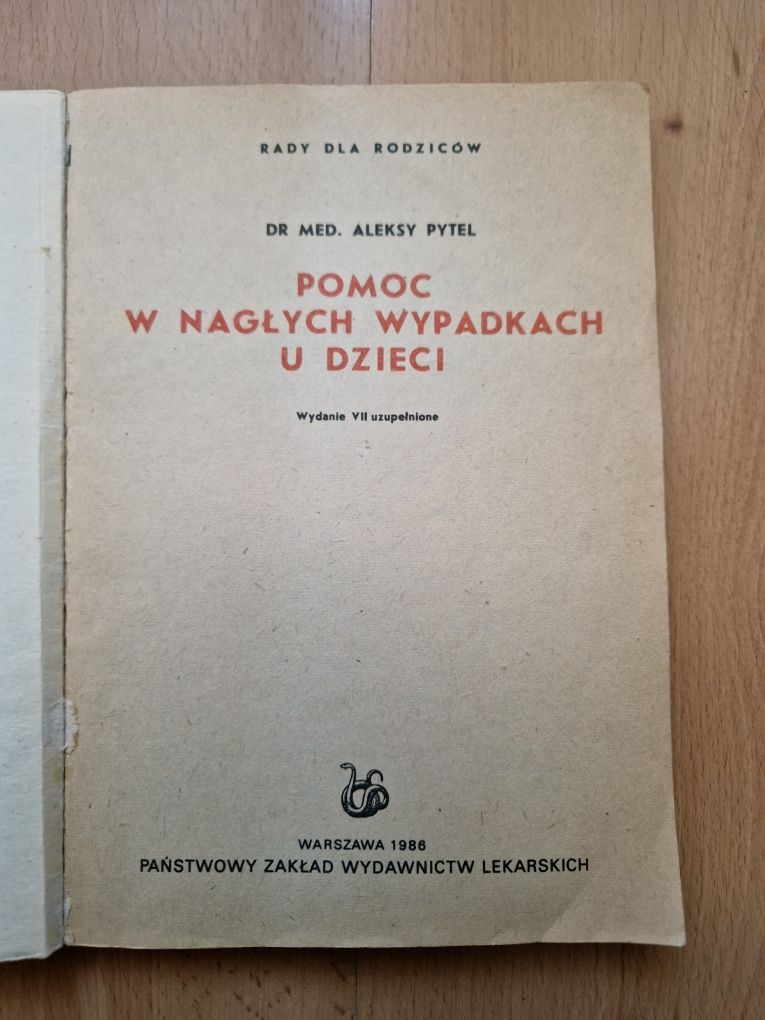 RADY DLA RODZICÓW
DR MED. ALEKSY PYTEL
POMOC
W NAGŁYCH WYPADKACH
U DZIECI
Wydanie VII uzupełnione
WARSZAWA 1986
PAŃSTWOWY ZAKŁAD WYDAWNICTW LEKARSKICH